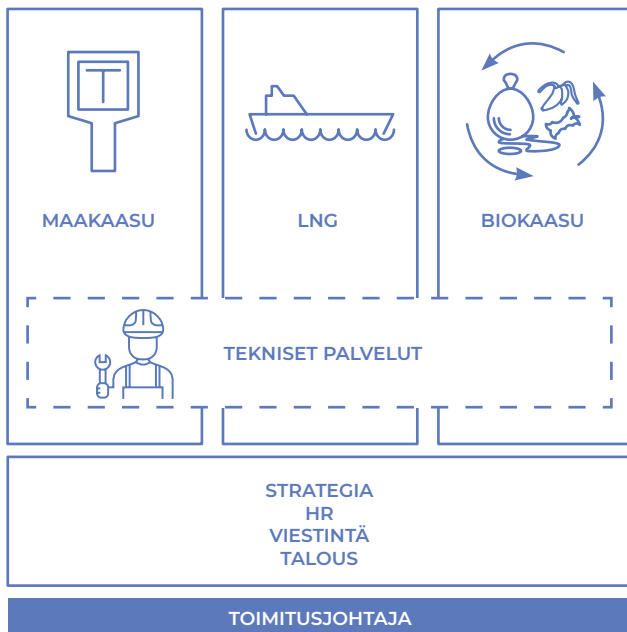 MAAKAASU
LNG
BIOKAASU
TEKNISET PALVELUT
STRATEGIA
HR
VIESTINTÄ
TALOUS
TOIMITUSJOHTAJA